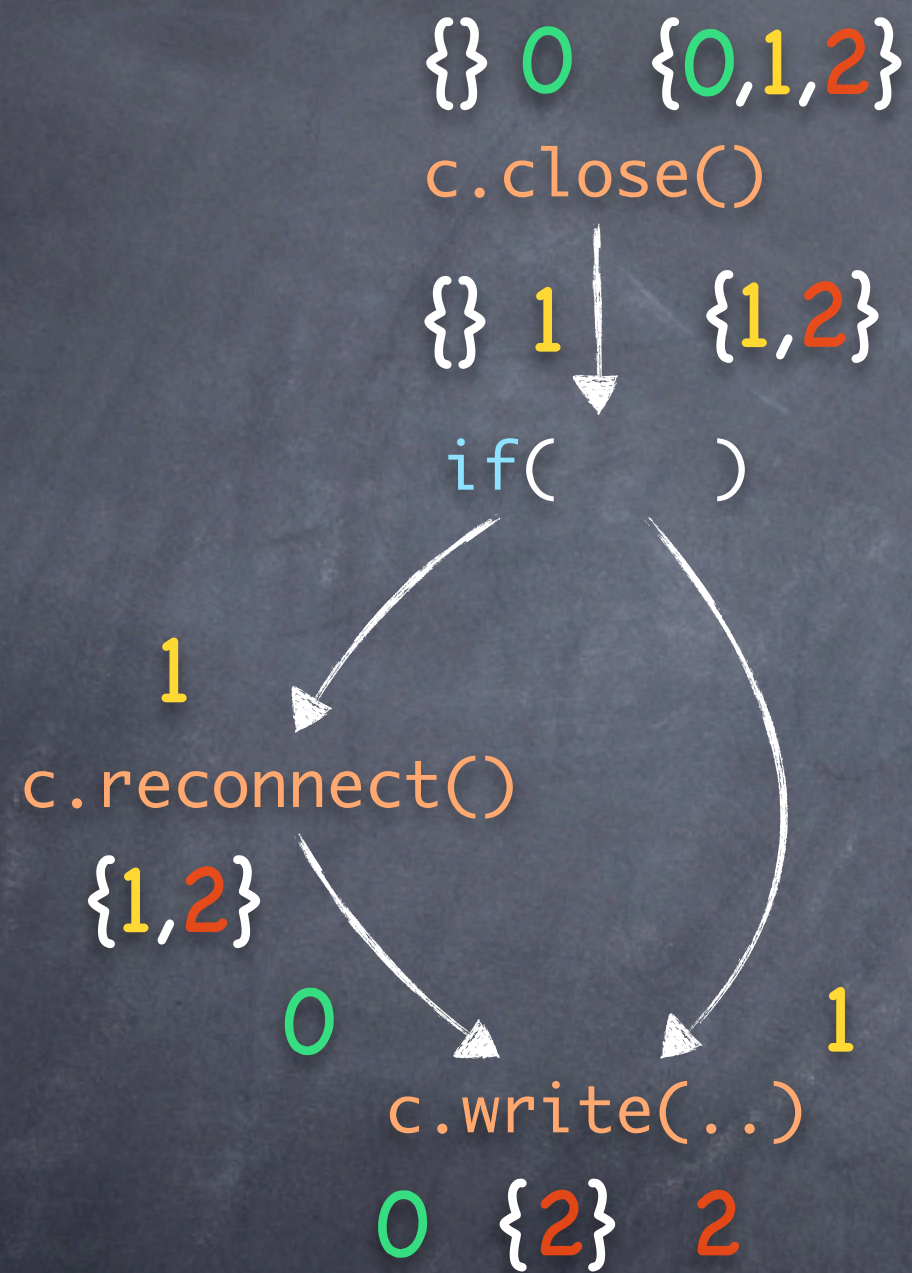 {} 0 {0,1,2}
c.close()
{} 1 {1,2}
if( )
1
c.reconnect()
{1,2}
0 1
c.write(..)
0 {2} 2